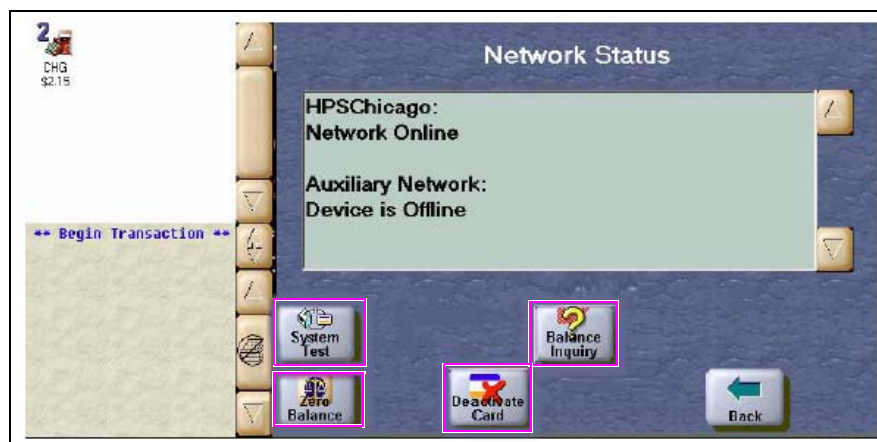 2
CHG
$2.15
** Begin Transaction **
Network Status
HPSChicago:
Network Online
Auxiliary Network:
Device is Offline
System
Test
Balance
Inquiry
Zero
Balance
Deactivate
Card
Back